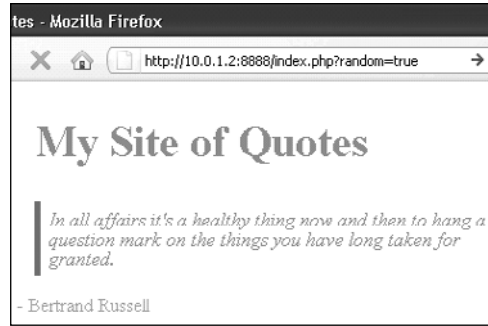 tes - Mozilla Firefox
http://10.0.1.2:8888/index.php?random=true
My Site of Quotes
In all affairs it's a healthy thing now and then to hang a
question mark on the things you have long taken for
granted.
- Bertrand Russell